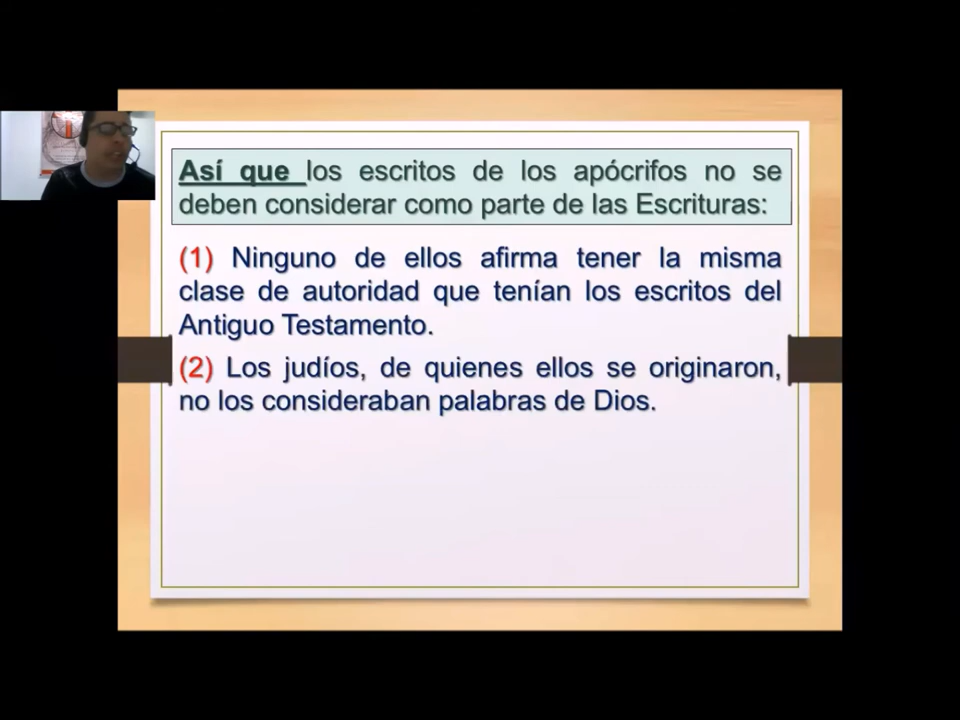 Así que los escritos de los apócrifos no se
deben considerar como parte de las Escrituras:
(1) Ninguno de ellos afirma tener la misma
clase de autoridad que tenían los escritos del
Antiguo Testamento.
(2) Los judíos, de quienes ellos se originaron,
no los consideraban palabras de Dios.